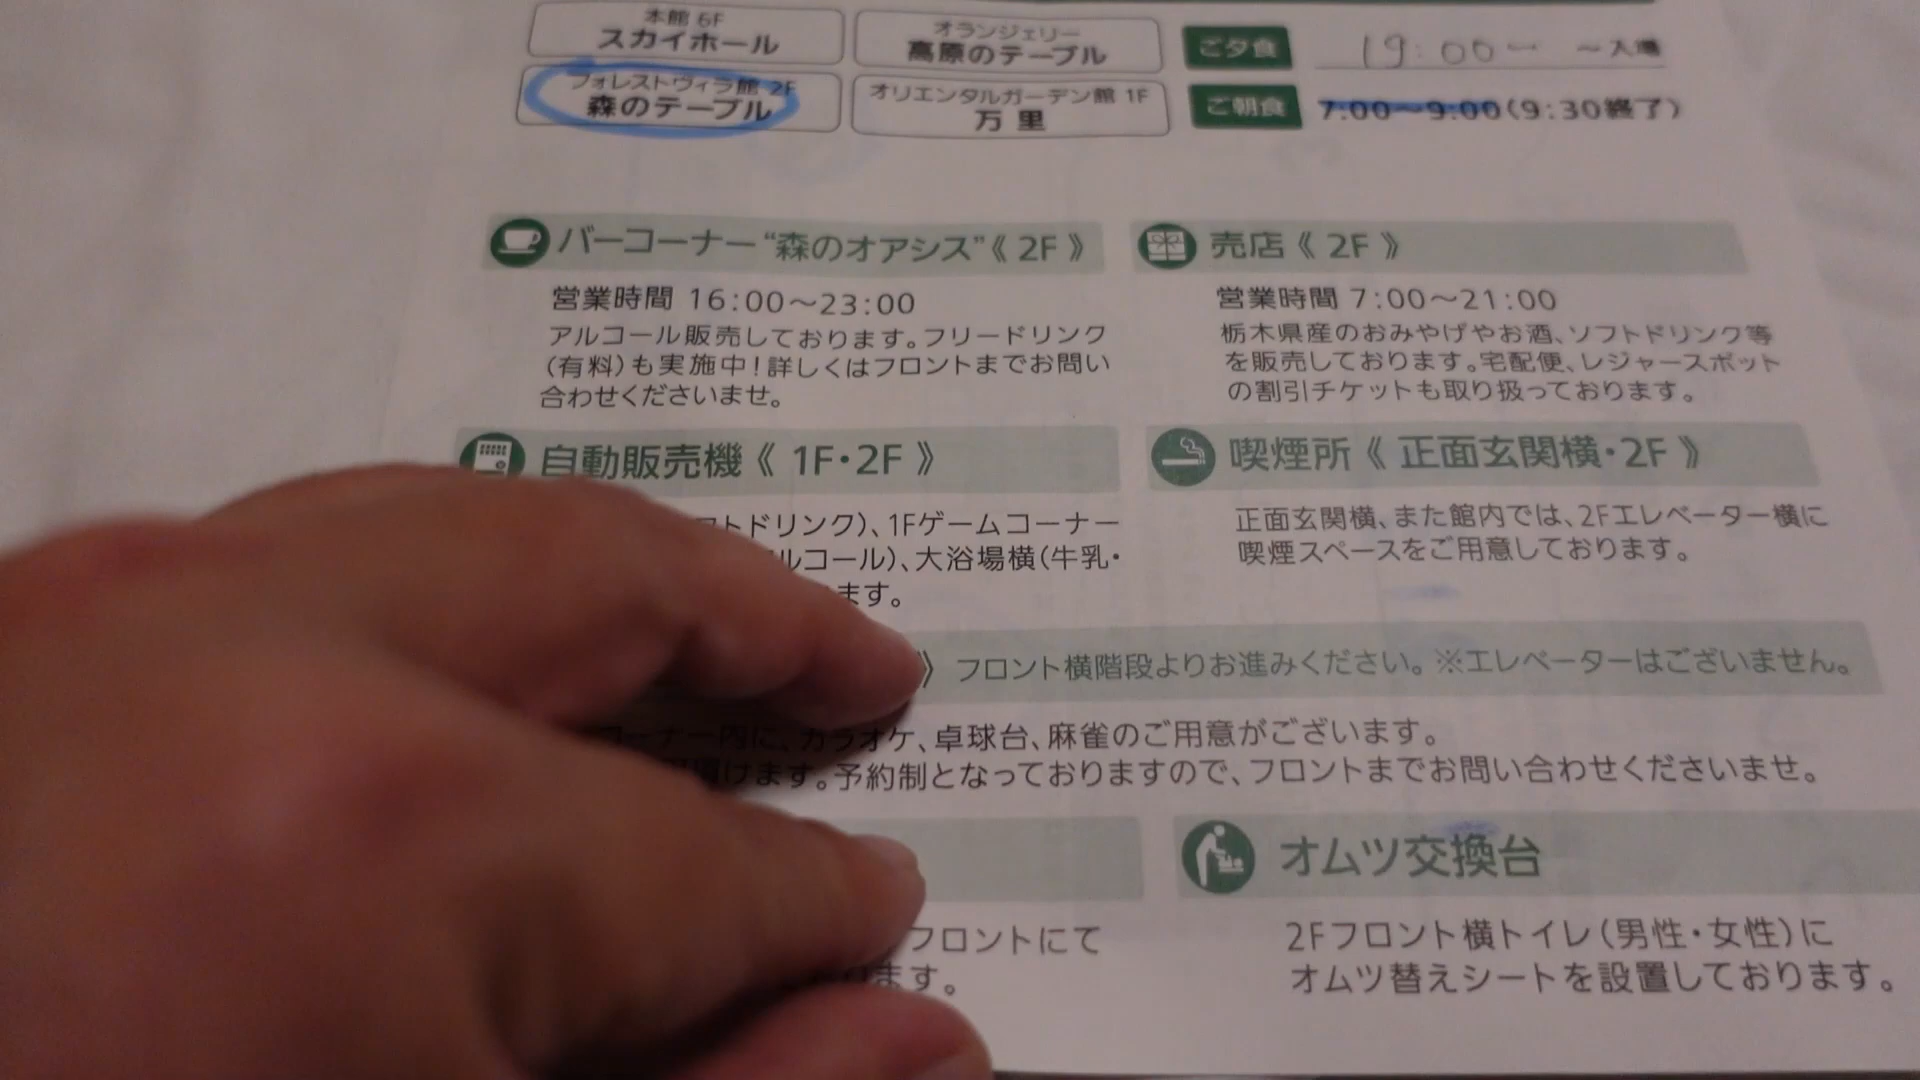 本館 6F
スカイホール
オランジェリー
高原のテーブル
ご夕食 19:00～ ～入場
フォレストヴィラ館 2F
森のテーブル
オリエンタルガーデン館 1F
万里
ご朝食 7:00～9:00(9:30終了)
バーコーナー“森のオアシス”《 2F 》
営業時間 16:00～23:00
アルコール販売しております。フリードリンク
(有料)も実施中!詳しくはフロントまでお問い
合わせくださいませ。
売店《 2F 》
営業時間 7:00～21:00
栃木県産のおみやげやお酒、ソフトドリンク等
を販売しております。宅配便、レジャースポット
の割引チケットも取り扱っております。
自動販売機《 1F・2F 》
フトドリンク)、1Fゲームコーナー
ルコール)、大浴場横(牛乳・
ます。
喫煙所《 正面玄関横・2F 》
正面玄関横、また館内では、2Fエレベーター横に
喫煙スペースをご用意しております。
》 フロント横階段よりお進みください。※エレベーターはございません。
コーナー内に、カラオケ、卓球台、麻雀のご用意がございます。
頂けます。予約制となっておりますので、フロントまでお問い合わせくださいませ。
フロントにて
ります。
オムツ交換台
2Fフロント横トイレ(男性・女性)に
オムツ替えシートを設置しております。